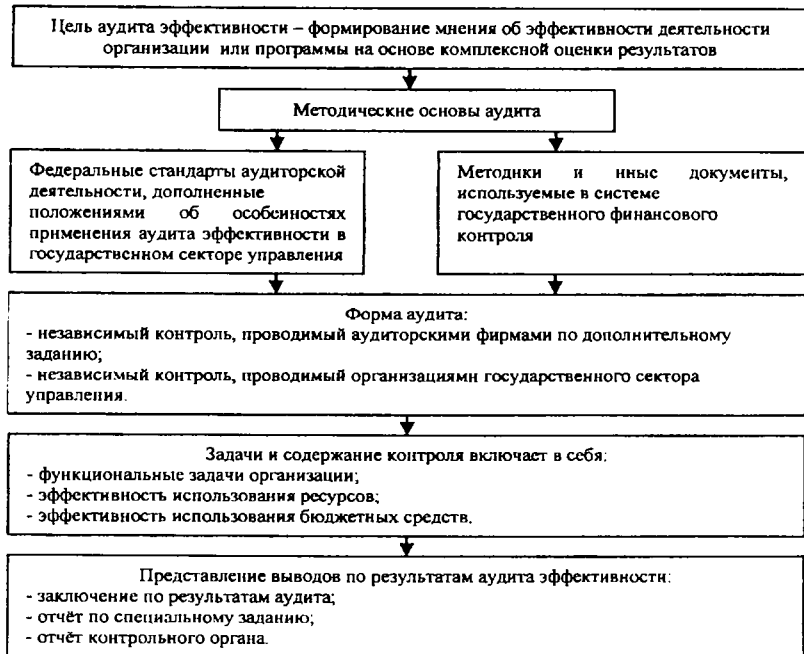 Цель аудита эффективности – формирование мнения об эффективности деятельности
организации или программы на основе комплексной оценки результатов
Методические основы аудита
Федеральные стандарты аудиторской
деятельности, дополненные
положениями об особенностях
применения аудита эффективности в
государственном секторе управления
Методики и иные документы,
используемые в системе
государственного финансового
контроля
Форма аудита:
- независимый контроль, проводимый аудиторскими фирмами по дополнительному
заданию;
- независимый контроль, проводимый организациями государственного сектора
управления.
Задачи и содержание контроля включает в себя:
- функциональные задачи организации;
- эффективность использования ресурсов;
- эффективность использования бюджетных средств.
Представление выводов по результатам аудита эффективности:
- заключение по результатам аудита;
- отчёт по специальному заданию;
- отчёт контрольного органа.